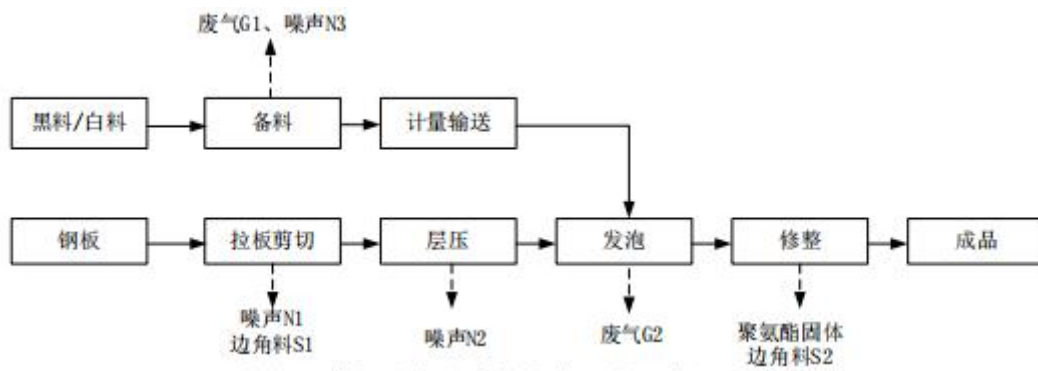 废气G1、噪声N3
黑料/白料
备料
计量输送
钢板
拉板剪切
层压
发泡
修整
成品
噪声N1
边角料S1
噪声N2
废气G2
聚氨酯固体
边角料S2